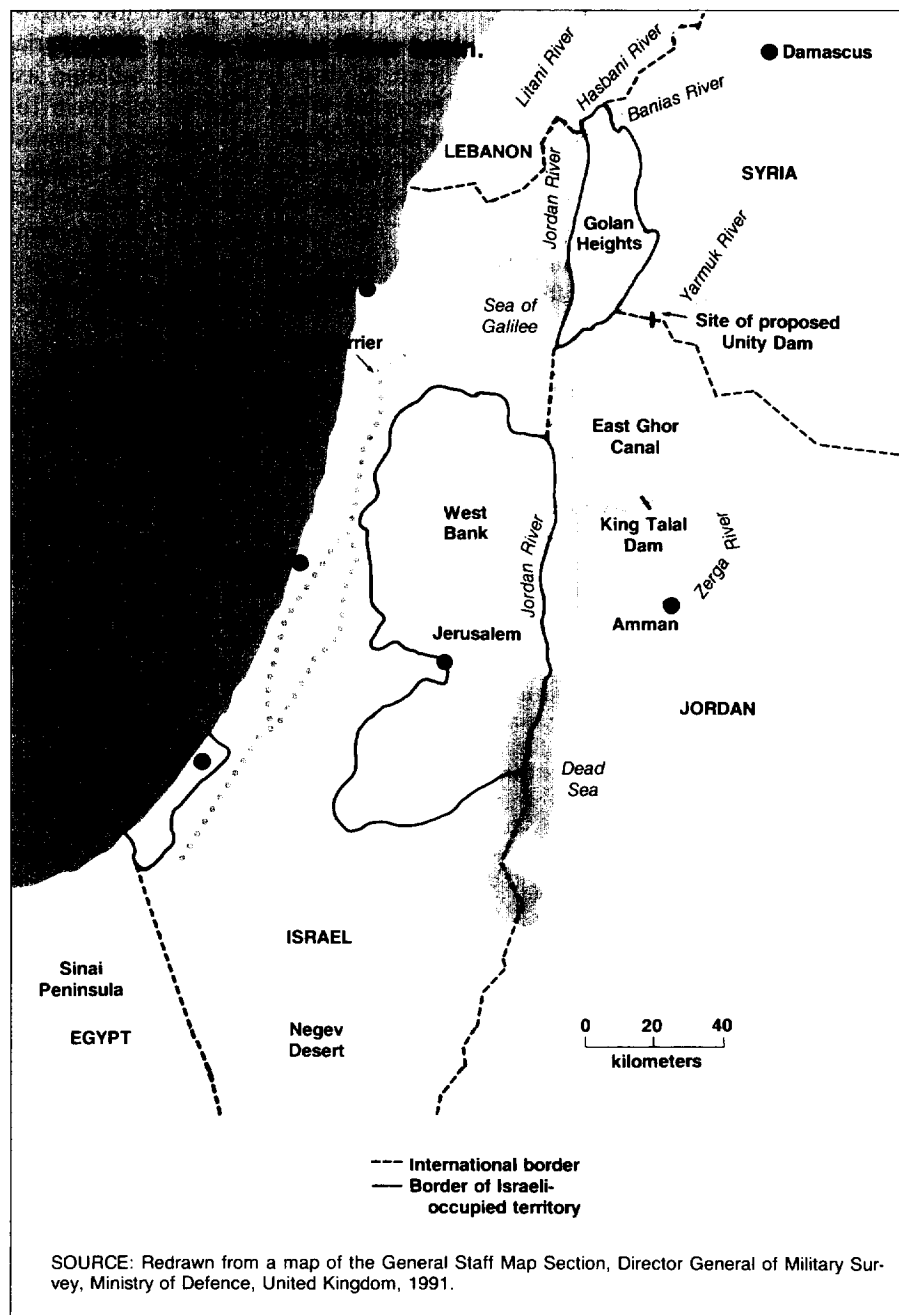 Litani River
Hasbani River
Banias River
Damascus
LEBANON
Jordan River
SYRIA
Golan
Heights
Yarmuk River
Sea of
Galilee
Site of proposed
Unity Dam
East Ghor
Canal
West
Bank
Jordan River
King Talal
Dam
Zerga River
Amman
Jerusalem
JORDAN
Dead
Sea
ISRAEL
Sinai
Peninsula
EGYPT
Negev
Desert
0 20 40
kilometers
International border
Border of Israeli-
occupied territory
SOURCE: Redrawn from a map of the General Staff Map Section, Director General of Military Sur-
vey, Ministry of Defence, United Kingdom, 1991.